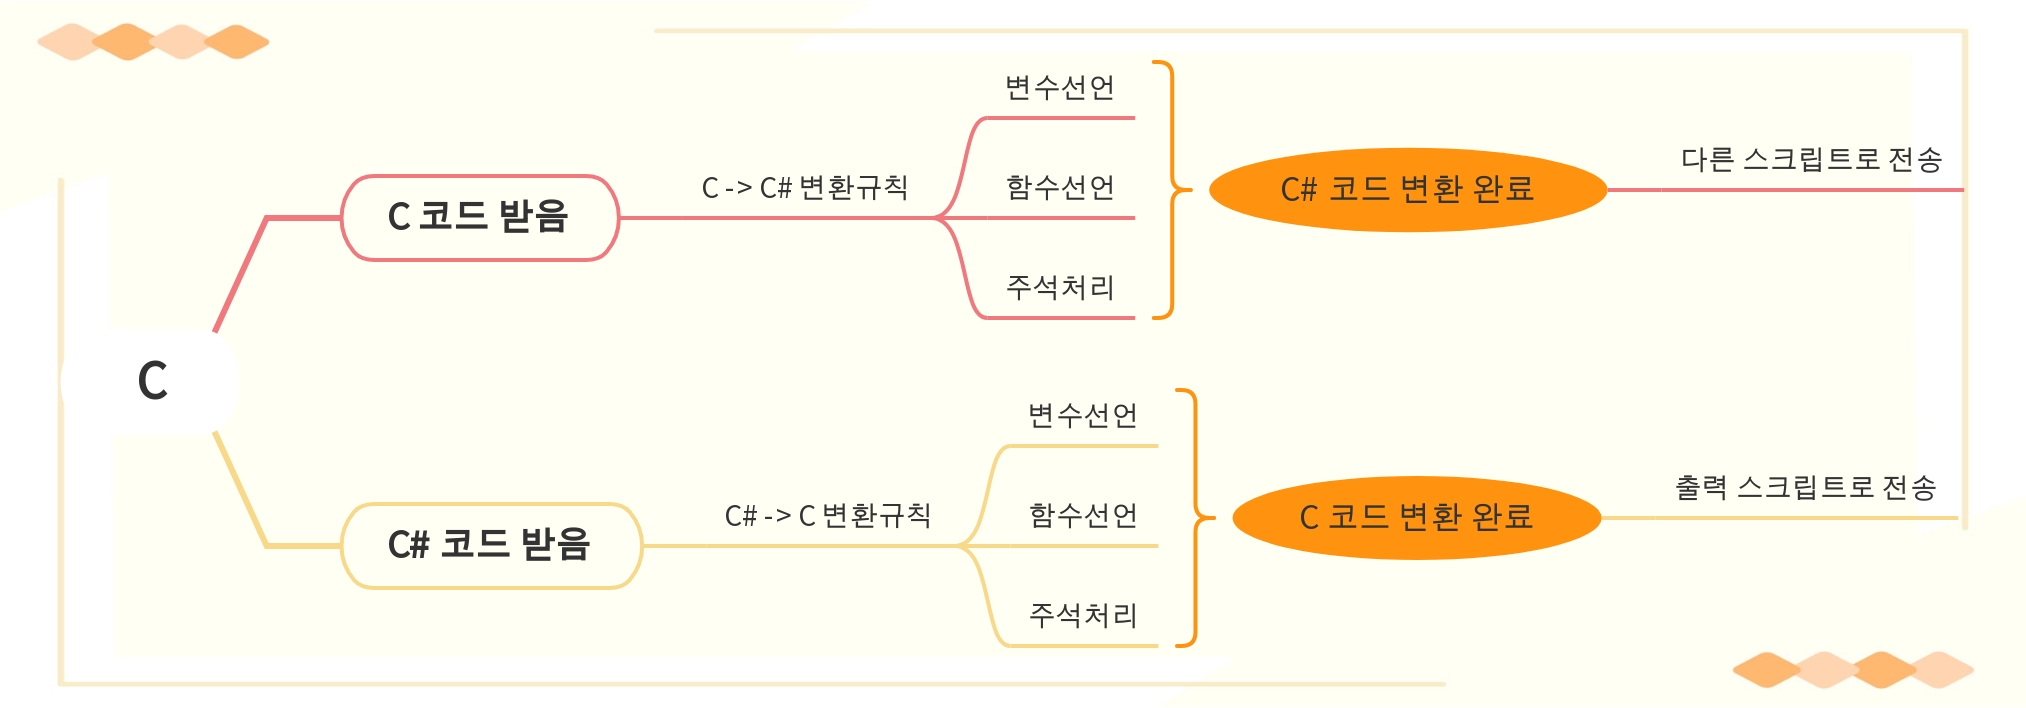 C
C 코드 받음
C -> C# 변환규칙
변수선언
함수선언
주석처리
C# 코드 변환 완료
다른 스크립트로 전송
C# 코드 받음
C# -> C 변환규칙
변수선언
함수선언
주석처리
C 코드 변환 완료
출력 스크립트로 전송